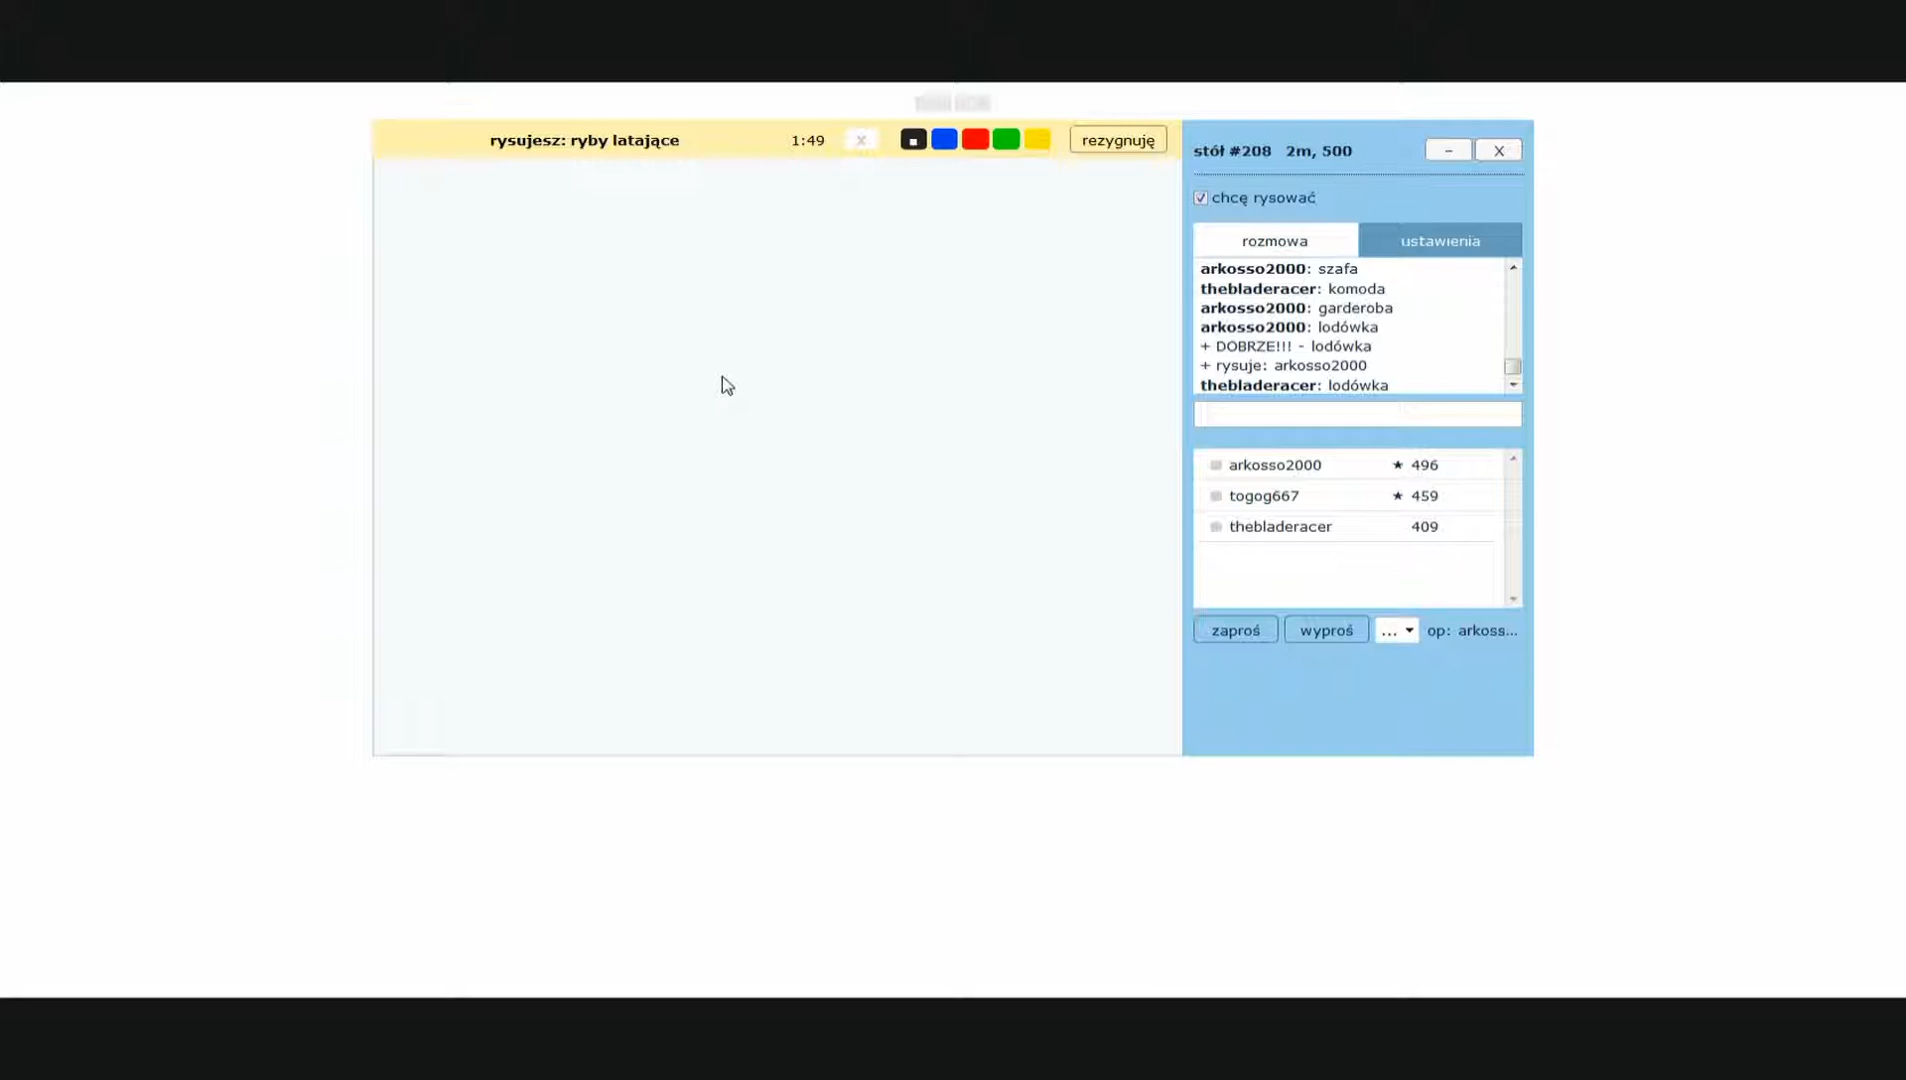 rysujesz: ryby latające 1:49 x rezygnuję
stół #208 2m, 500 - X
chcę rysować
rozmowa ustawienia
arkosso2000: szafa
thebladeracer: komoda
arkosso2000: garderoba
arkosso2000: lodówka
+ DOBRZE!!! - lodówka
+ rysuje: arkosso2000
thebladeracer: lodówka
arkosso2000 ★ 496
togog667 ★ 459
thebladeracer 409
zaproś wyproś ... op: arkoss...